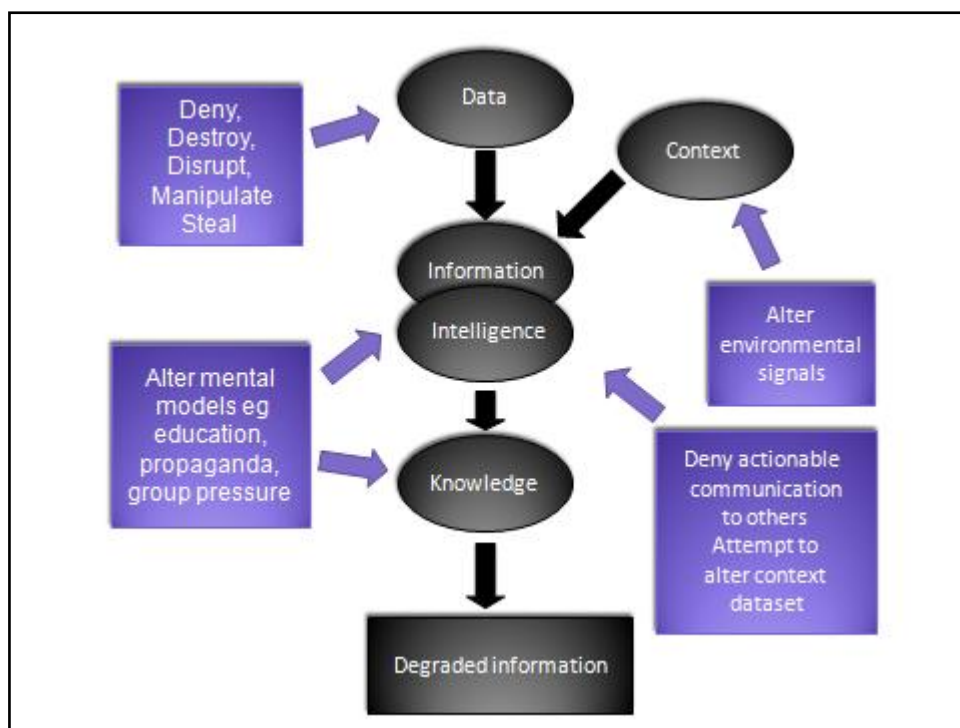 Data
Deny,
Destroy,
Disrupt,
Manipulate
Steal
Context
Information
Intelligence
Alter
environmental
signals
Alter mental
models eg
education,
propaganda,
group pressure
Knowledge
Deny actionable
communication
to others
Attempt to
alter context
dataset
Degraded information